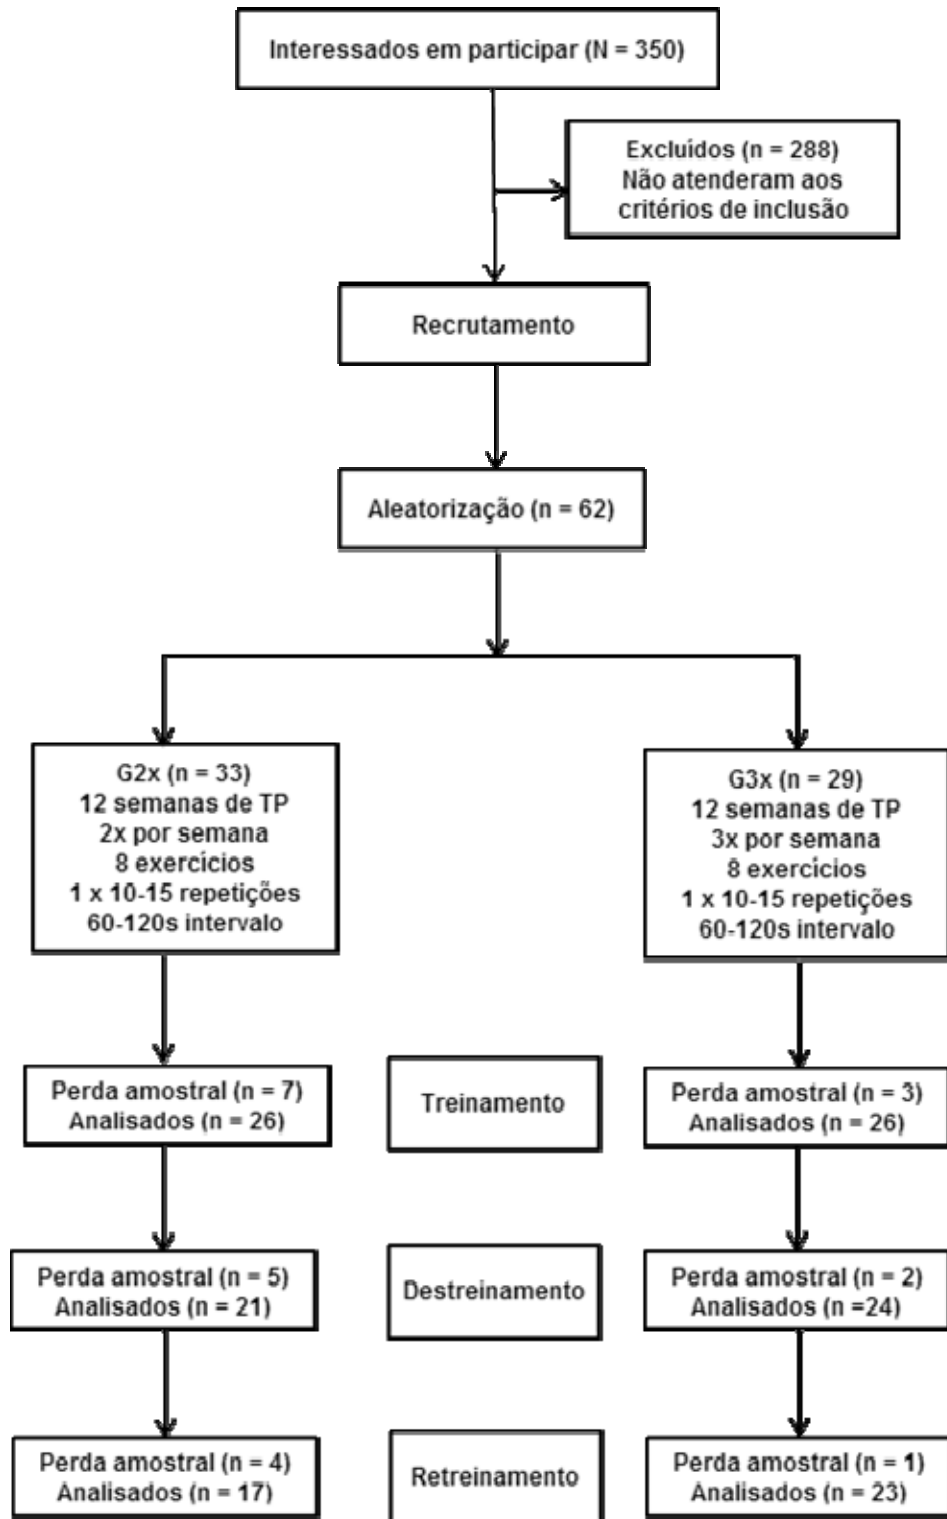 Interessados em participar (N = 350)
Excluídos (n = 288)
Não atenderam aos
critérios de inclusão
Recrutamento
Aleatorização (n = 62)
G2x (n = 33)
12 semanas de TP
2x por semana
8 exercícios
1 x 10-15 repetições
60-120s intervalo
G3x (n = 29)
12 semanas de TP
3x por semana
8 exercícios
1 x 10-15 repetições
60-120s intervalo
Perda amostral (n = 7)
Analisados (n = 26)
Treinamento
Perda amostral (n = 3)
Analisados (n = 26)
Perda amostral (n = 5)
Analisados (n = 21)
Destreinamento
Perda amostral (n = 2)
Analisados (n =24)
Perda amostral (n = 4)
Analisados (n = 17)
Retreinamento
Perda amostral (n = 1)
Analisados (n = 23)